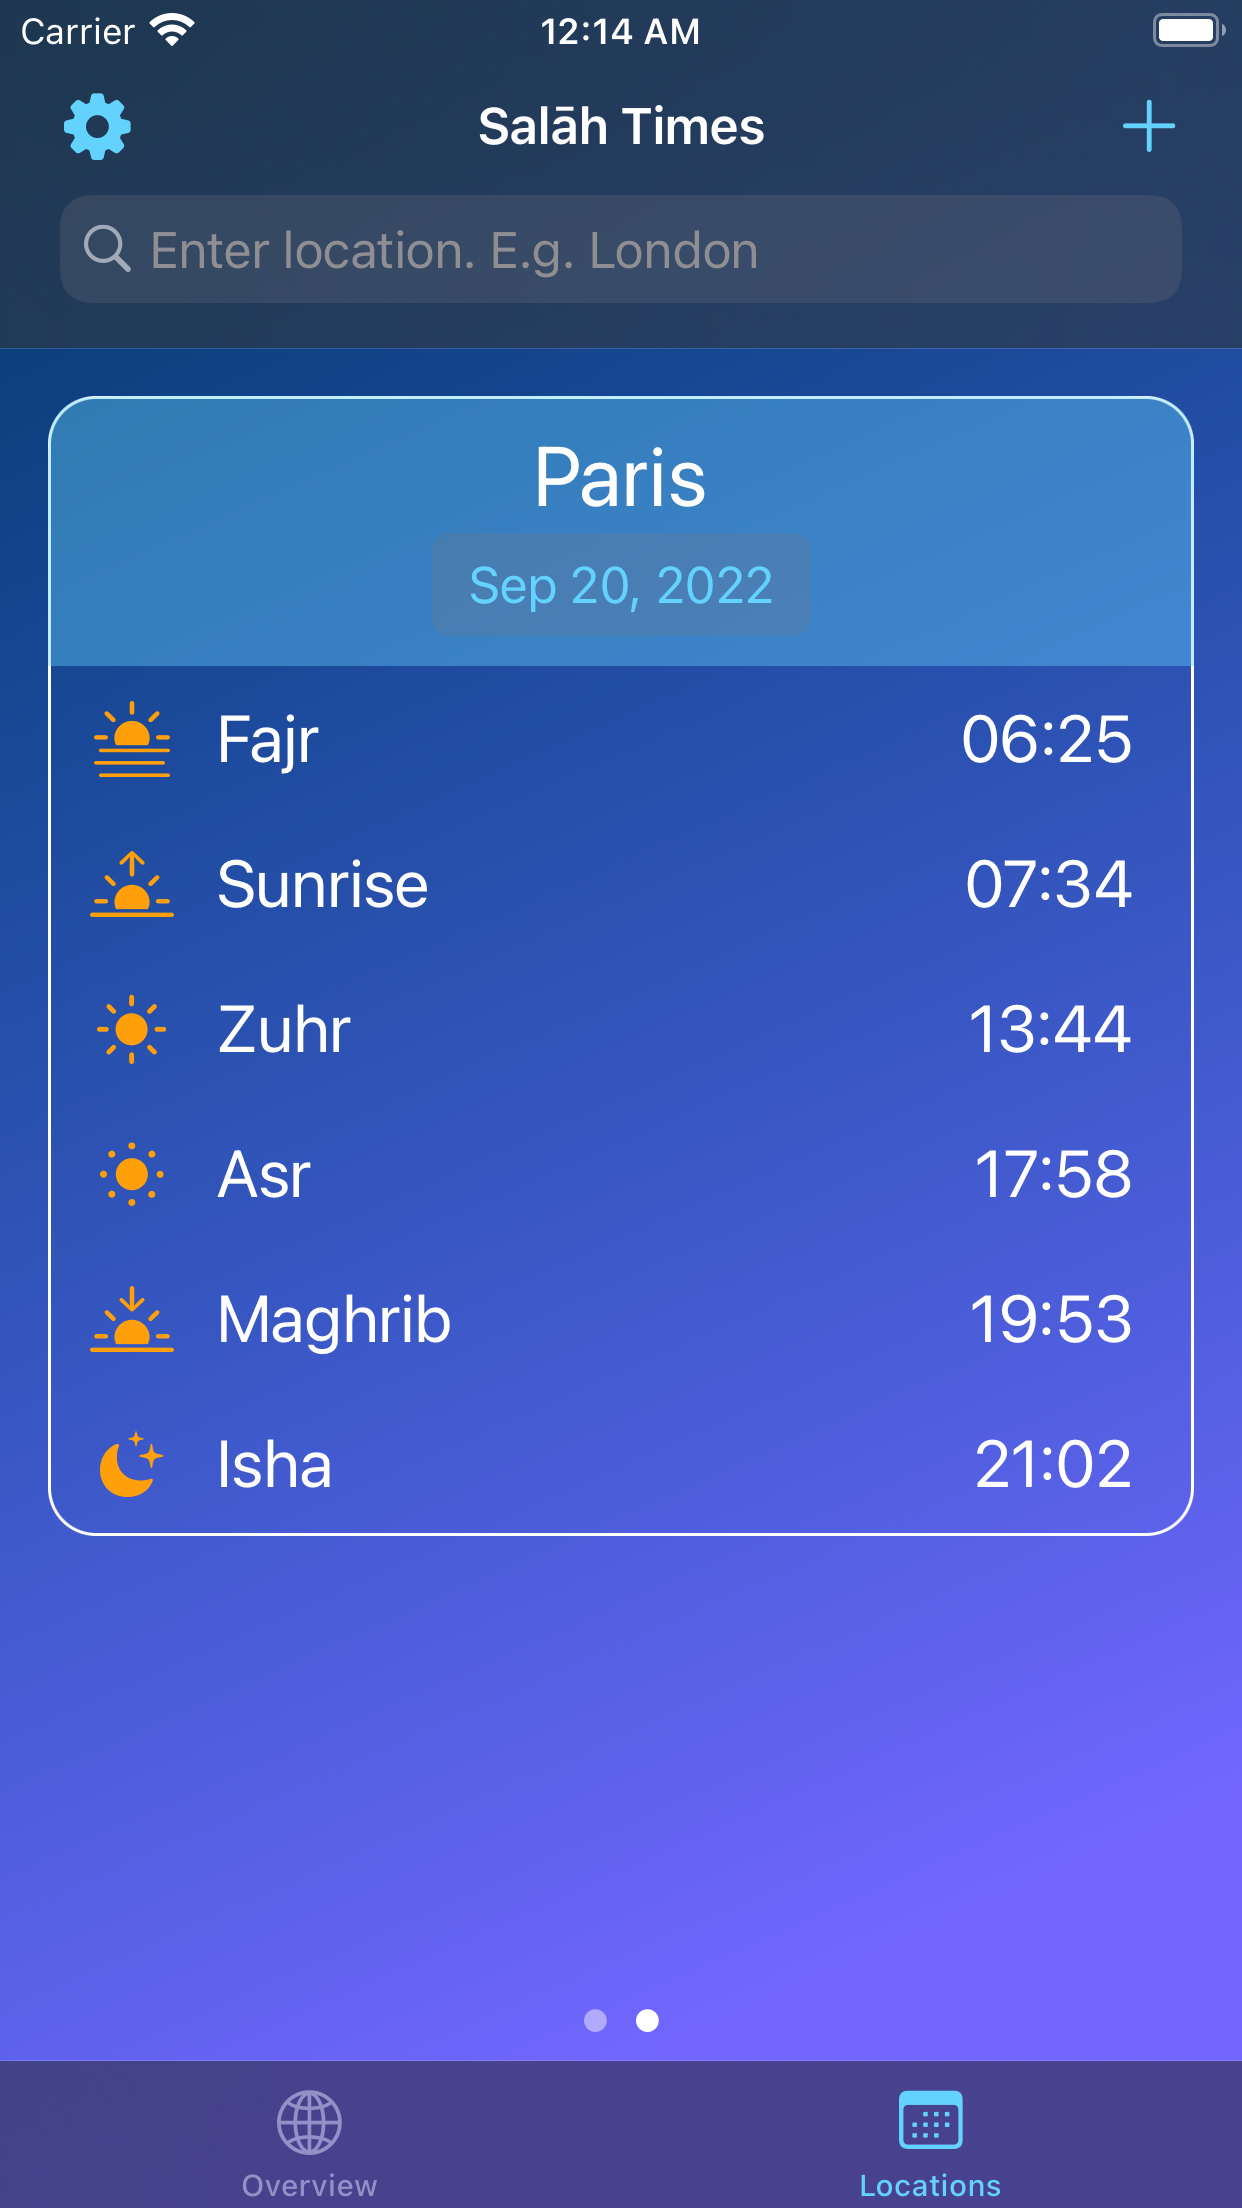 Carrier 12:14 AM
Salāh Times
Enter location. E.g. London
Paris
Sep 20, 2022
Fajr 06:25
Sunrise 07:34
Zuhr 13:44
Asr 17:58
Maghrib 19:53
Isha 21:02
Overview Locations